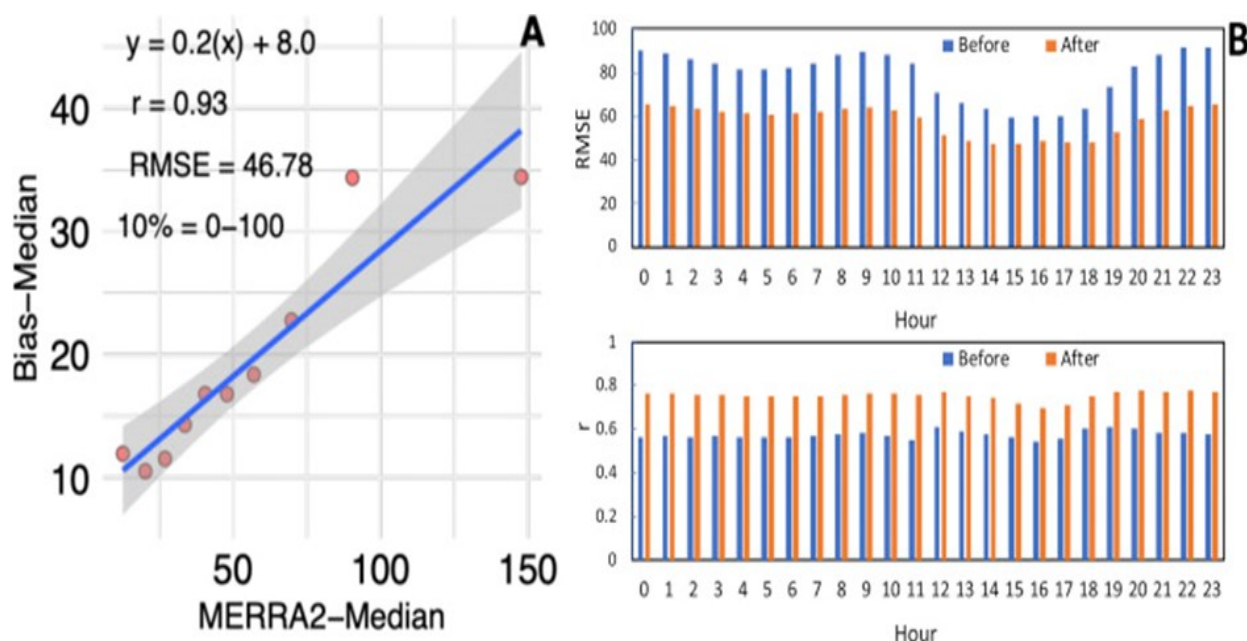 A
y = 0.2(x) + 8.0
r = 0.93
RMSE = 46.78
10% = 0–100
Bias–Median
40
30
20
10
50 100 150
MERRA2–Median
B
Before After
RMSE
100
80
60
40
20
0
0 1 2 3 4 5 6 7 8 9 10 11 12 13 14 15 16 17 18 19 20 21 22 23
Hour
Before After
r
1
0.8
0.6
0.4
0.2
0
0 1 2 3 4 5 6 7 8 9 10 11 12 13 14 15 16 17 18 19 20 21 22 23
Hour